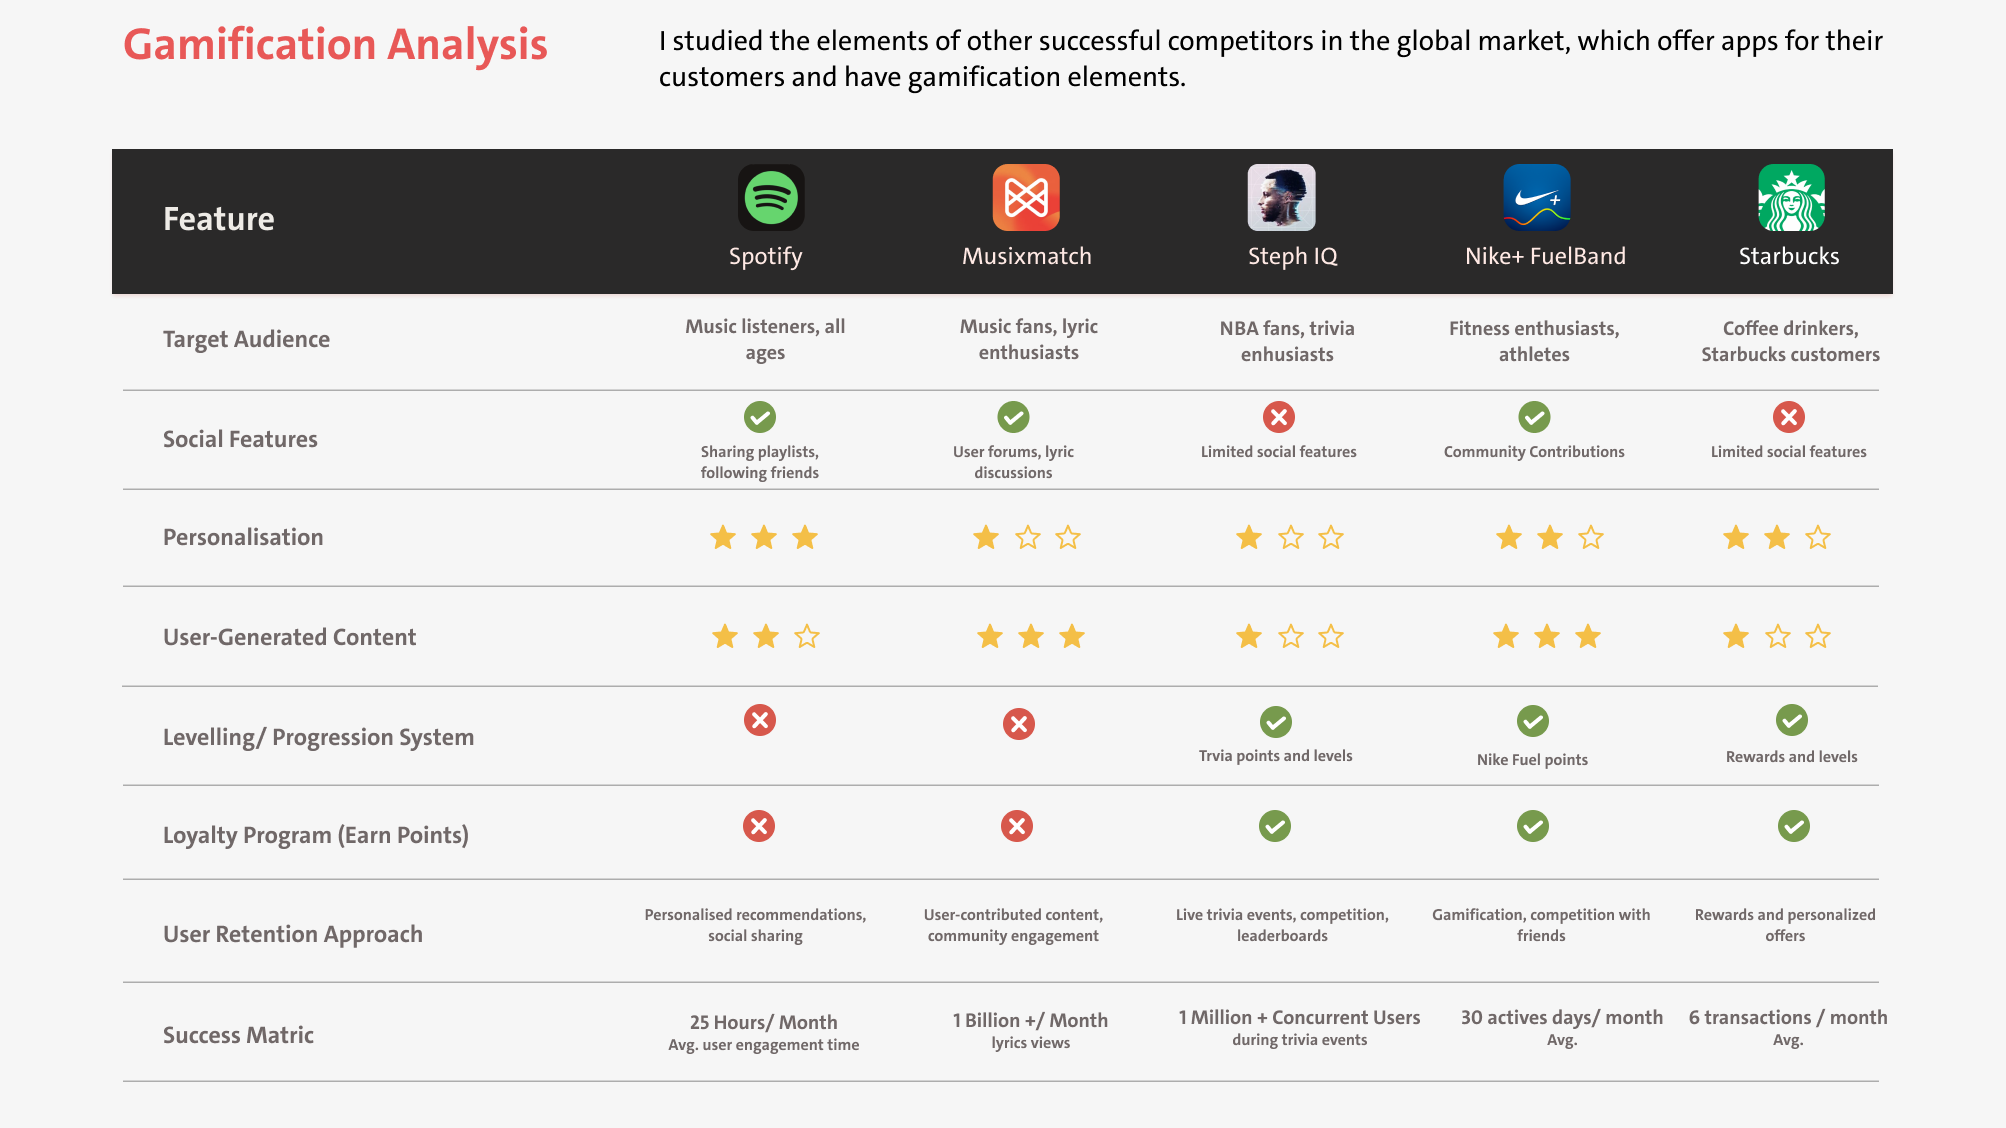 Gamification Analysis
I studied the elements of other successful competitors in the global market, which offer apps for their
customers and have gamification elements.
Feature
Spotify
Musixmatch
Steph IQ
Nike+ FuelBand
Starbucks
Target Audience
Music listeners, all
ages
Music fans, lyric
enthusiasts
NBA fans, trivia
enhusiasts
Fitness enthusiasts,
athletes
Coffee drinkers,
Starbucks customers
Social Features
Sharing playlists,
following friends
User forums, lyric
discussions
Limited social features
Community Contributions
Limited social features
Personalisation
User-Generated Content
Levelling/ Progression System
Trvia points and levels
Nike Fuel points
Rewards and levels
Loyalty Program (Earn Points)
User Retention Approach
Personalised recommendations,
social sharing
User-contributed content,
community engagement
Live trivia events, competition,
leaderboards
Gamification, competition with
friends
Rewards and personalized
offers
Success Matric
25 Hours/ Month
Avg. user engagement time
1 Billion +/ Month
lyrics views
1 Million + Concurrent Users
during trivia events
30 actives days/ month
Avg.
6 transactions / month
Avg.